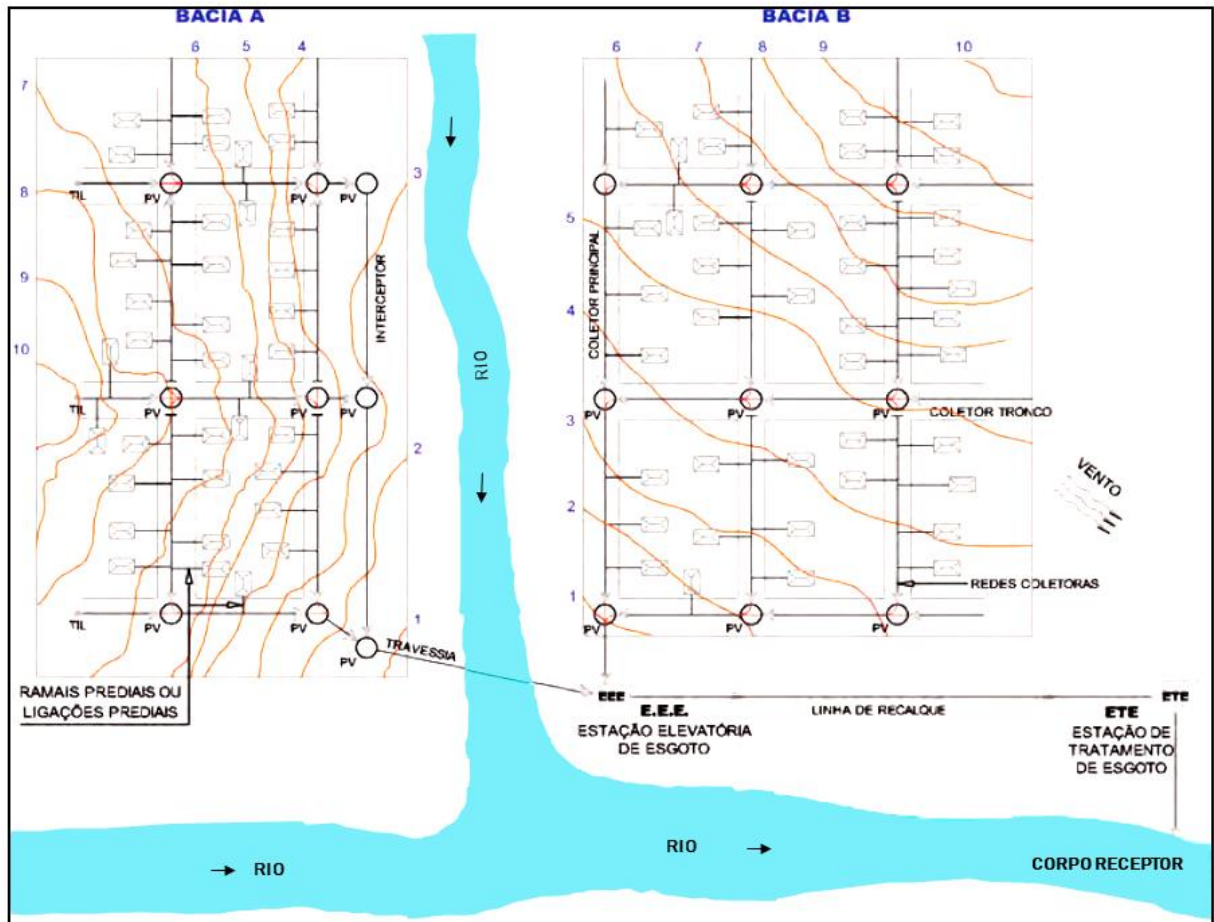 BACIA A
BACIA B
6
5
4
6
7
8
9
10
7
8
9
10
3
2
1
5
4
3
2
1
TIL
PV
PV
PV
TIL
PV
PV
PV
TIL
PV
PV
PV
INTERCEPTOR
RIO
COLETOR PRINCIPAL
PV
PV
PV
PV
PV
PV
PV
PV
PV
COLETOR TRONCO
VENTO
REDES COLETORAS
TRAVESSIA
RAMAIS PREDIAIS OU
LIGAÇÕES PREDIAIS
EEE
E.E.E.
ESTAÇÃO ELEVATÓRIA
DE ESGOTO
LINHA DE RECALQUE
ETE
ETE
ESTAÇÃO DE
TRATAMENTO
DE ESGOTO
RIO
RIO
CORPO RECEPTOR